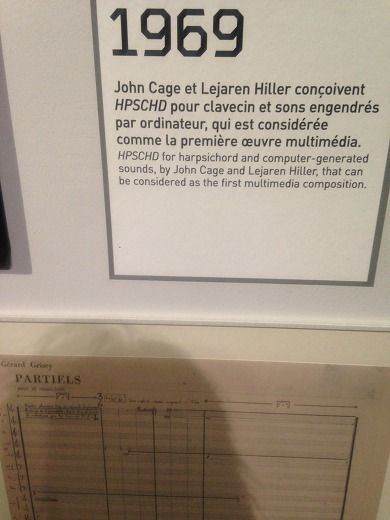 1969
John Cage et Lejaren Hiller conçoivent
HPSCHD pour clavecin et sons engendrés
par ordinateur, qui est considérée
comme la première œuvre multimédia.
HPSCHD for harpsichord and computer-generated
sounds, by John Cage and Lejaren Hiller, that can
be considered as the first multimedia composition.
Gérard Grisey
PARTIELS